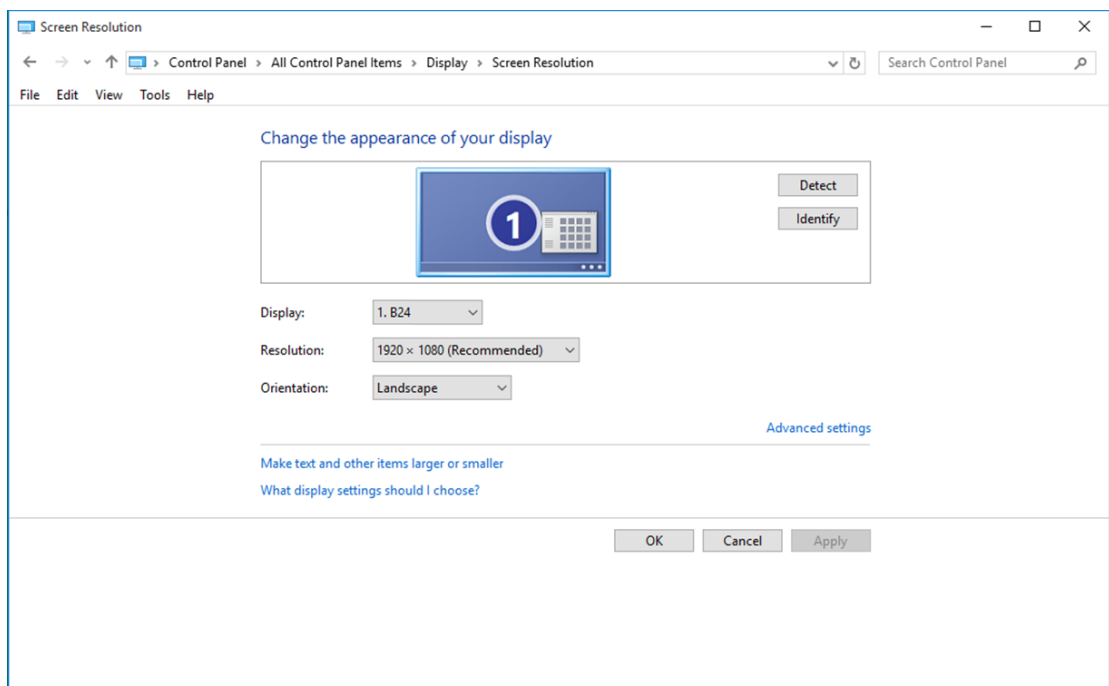 Screen Resolution
Control Panel > All Control Panel Items > Display > Screen Resolution
Search Control Panel
File Edit View Tools Help
Change the appearance of your display
1
Detect
Identify
Display: 1. B24
Resolution: 1920 × 1080 (Recommended)
Orientation: Landscape
Advanced settings
Make text and other items larger or smaller
What display settings should I choose?
OK Cancel Apply